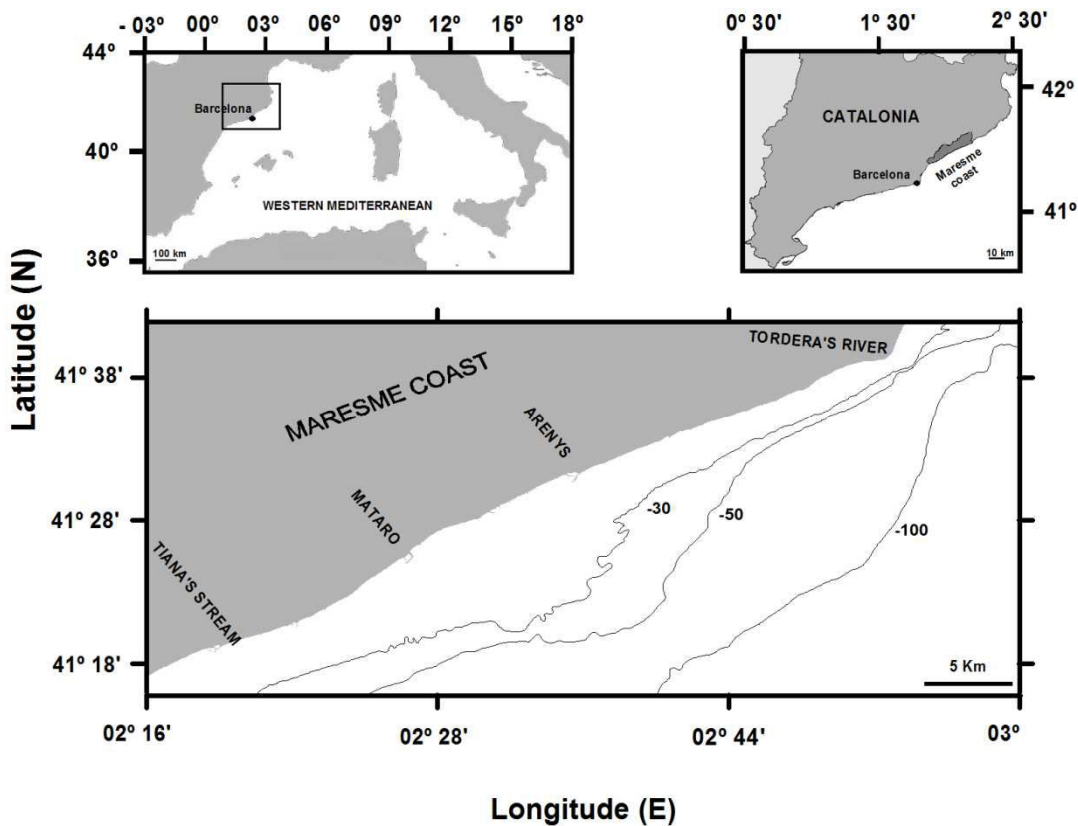 - 03º 00º 03º 06º 09º 12º 15º 18º
44º
40º
36º
Barcelona
WESTERN MEDITERRANEAN
100 km
0º 30' 1º 30' 2º 30'
42º
41º
CATALONIA
Barcelona
Maresme
coast
10 km
Latitude (N)
41º 38'
41º 28'
41º 18'
MARESME COAST
TORDERA'S RIVER
ARENYS
MATARO
TIANA'S STREAM
-30
-50
-100
5 Km
02º 16' 02º 28' 02º 44' 03º
Longitude (E)